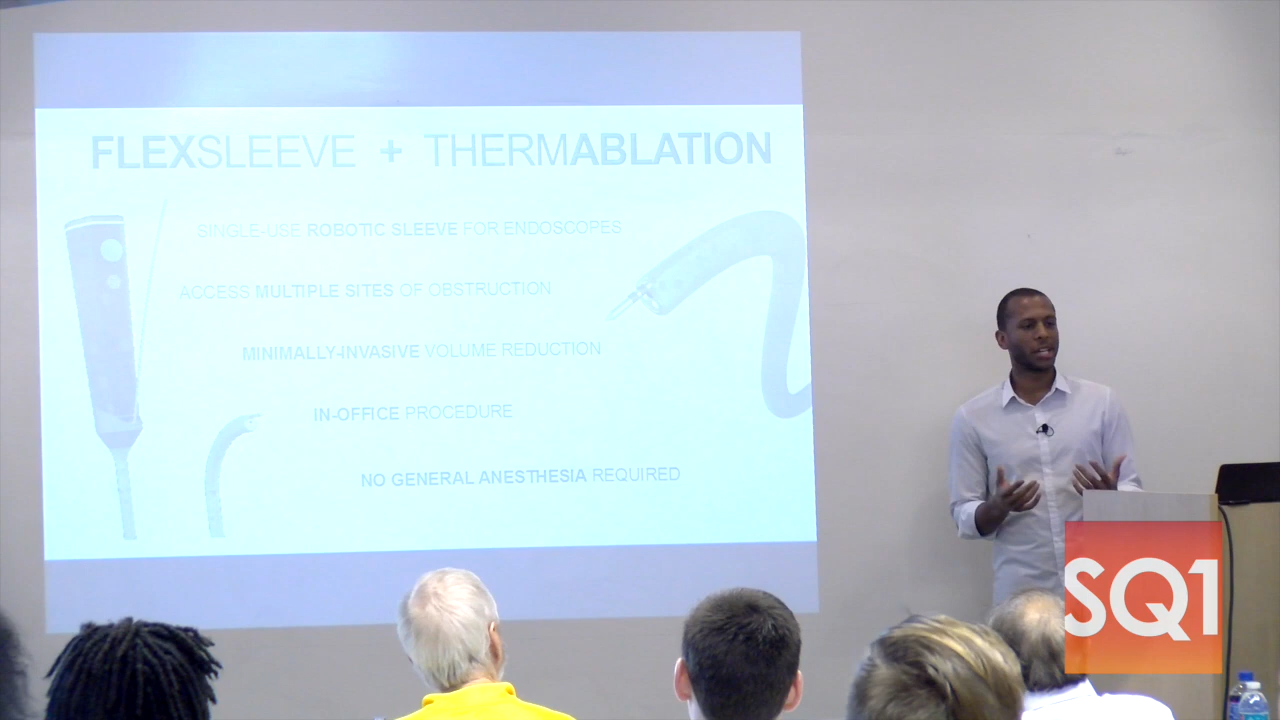 FLEXSLEEVE + THERMABLATION
SINGLE-USE ROBOTIC SLEEVE FOR ENDOSCOPES
ACCESS MULTIPLE SITES OF OBSTRUCTION
MINIMALLY-INVASIVE VOLUME REDUCTION
IN-OFFICE PROCEDURE
NO GENERAL ANESTHESIA REQUIRED
SQ1